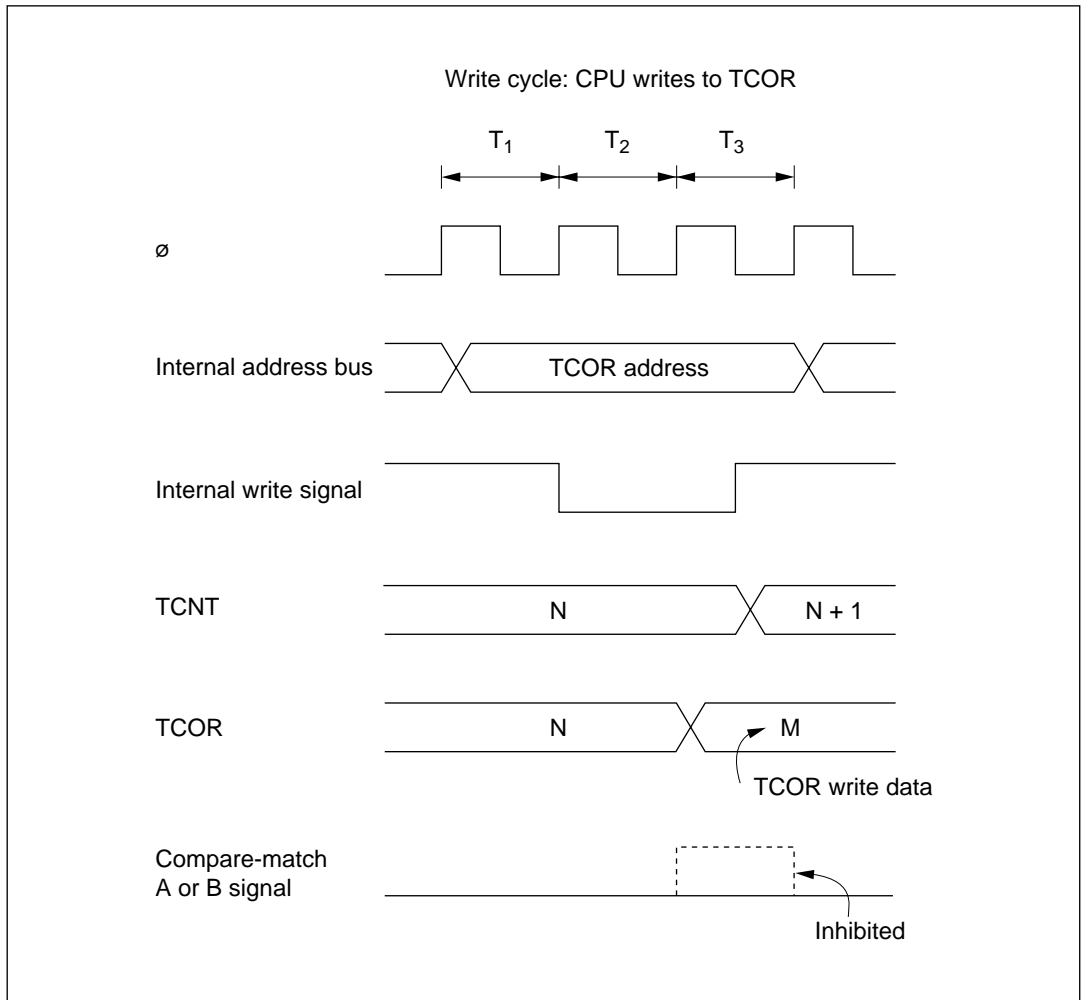 Write cycle: CPU writes to TCOR
T₁ T₂ T₃
ø
Internal address bus
TCOR address
Internal write signal
TCNT
N
N + 1
TCOR
N
M
TCOR write data
Compare-match
A or B signal
Inhibited